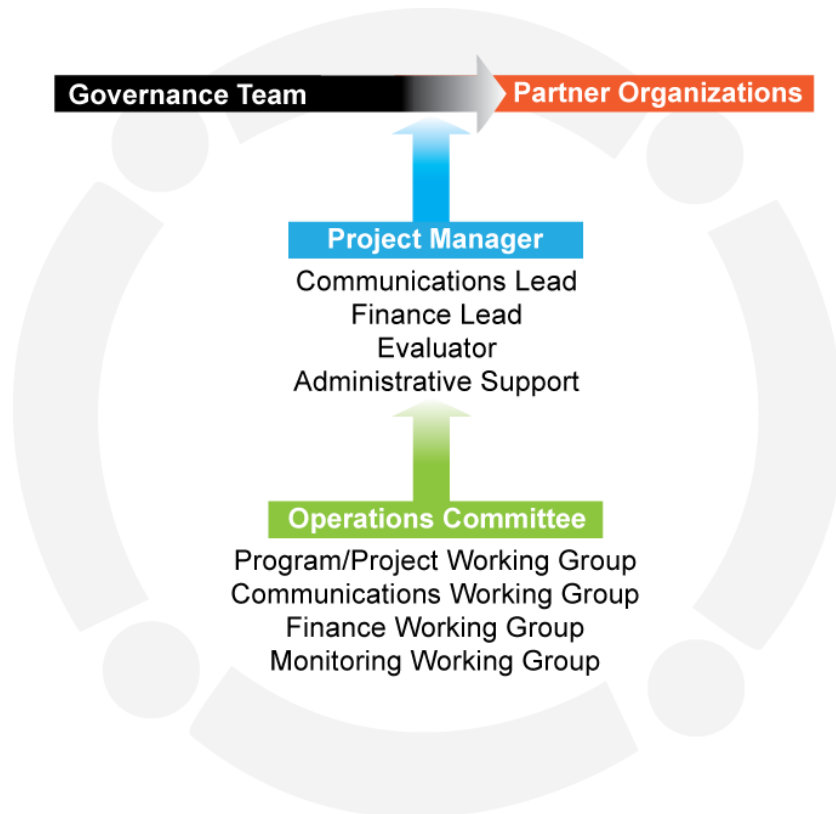 Governance Team
Partner Organizations
Project Manager
Communications Lead
Finance Lead
Evaluator
Administrative Support
Operations Committee
Program/Project Working Group
Communications Working Group
Finance Working Group
Monitoring Working Group